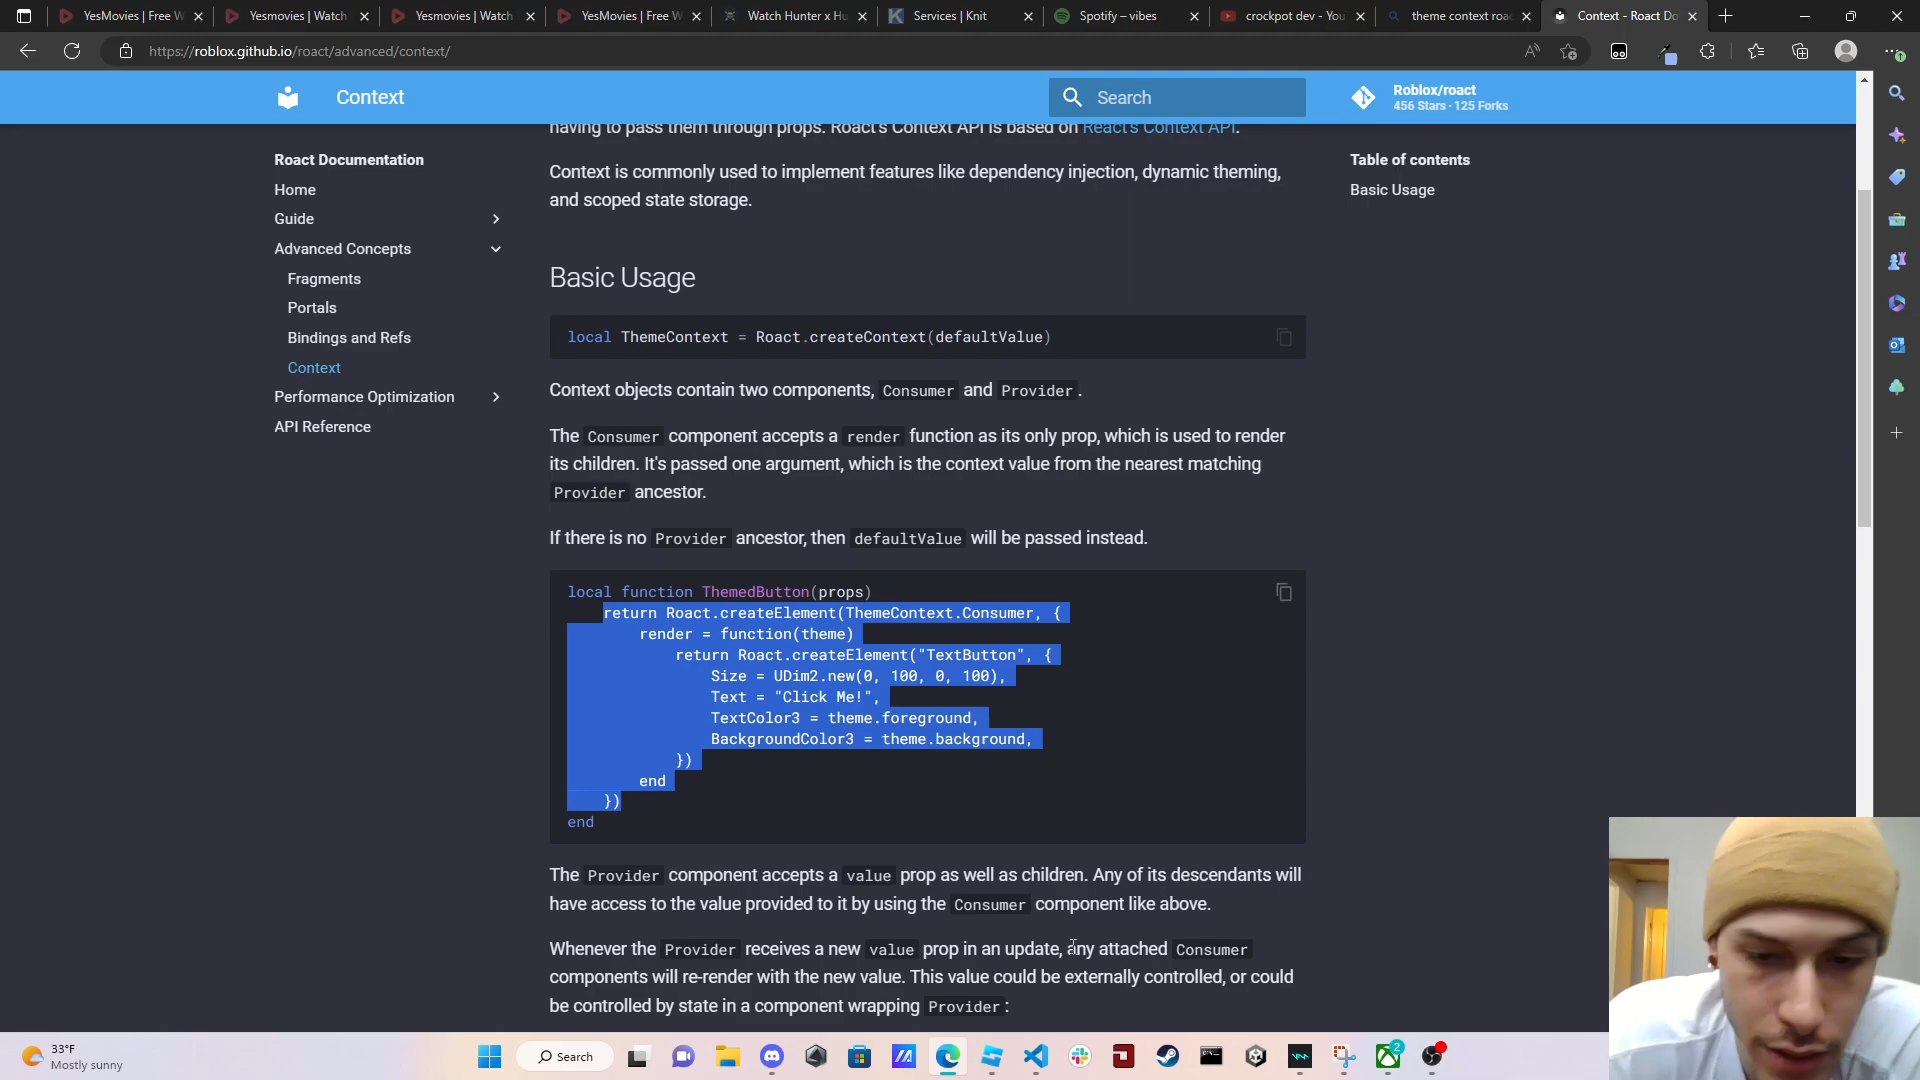 YesMovies | Free W
Yesmovies | Watch
Yesmovies | Watch
YesMovies | Free W
Watch Hunter x Hu
Services | Knit
Spotify – vibes
crockpot dev - You
theme context roa
Context - Roact Do
https://roblox.github.io/roact/advanced/context/
Context
Search
Roblox/roact
456 Stars · 125 Forks
having to pass them through props. Roact's Context API is based on React's Context API.
Roact Documentation
Home
Guide
Advanced Concepts
Fragments
Portals
Bindings and Refs
Context
Performance Optimization
API Reference
Context is commonly used to implement features like dependency injection, dynamic theming,
and scoped state storage.
Table of contents
Basic Usage
Basic Usage
local ThemeContext = Roact.createContext(defaultValue)
Context objects contain two components, Consumer and Provider.
The Consumer component accepts a render function as its only prop, which is used to render
its children. It's passed one argument, which is the context value from the nearest matching
Provider ancestor.
If there is no Provider ancestor, then defaultValue will be passed instead.
local function ThemedButton(props)
return Roact.createElement(ThemeContext.Consumer, {
render = function(theme)
return Roact.createElement("TextButton", {
Size = UDim2.new(0, 100, 0, 100),
Text = "Click Me!",
TextColor3 = theme.foreground,
BackgroundColor3 = theme.background,
})
end
})
end
The Provider component accepts a value prop as well as children. Any of its descendants will
have access to the value provided to it by using the Consumer component like above.
Whenever the Provider receives a new value prop in an update, any attached Consumer
components will re-render with the new value. This value could be externally controlled, or could
be controlled by state in a component wrapping Provider:
33°F
Mostly sunny
Search
2